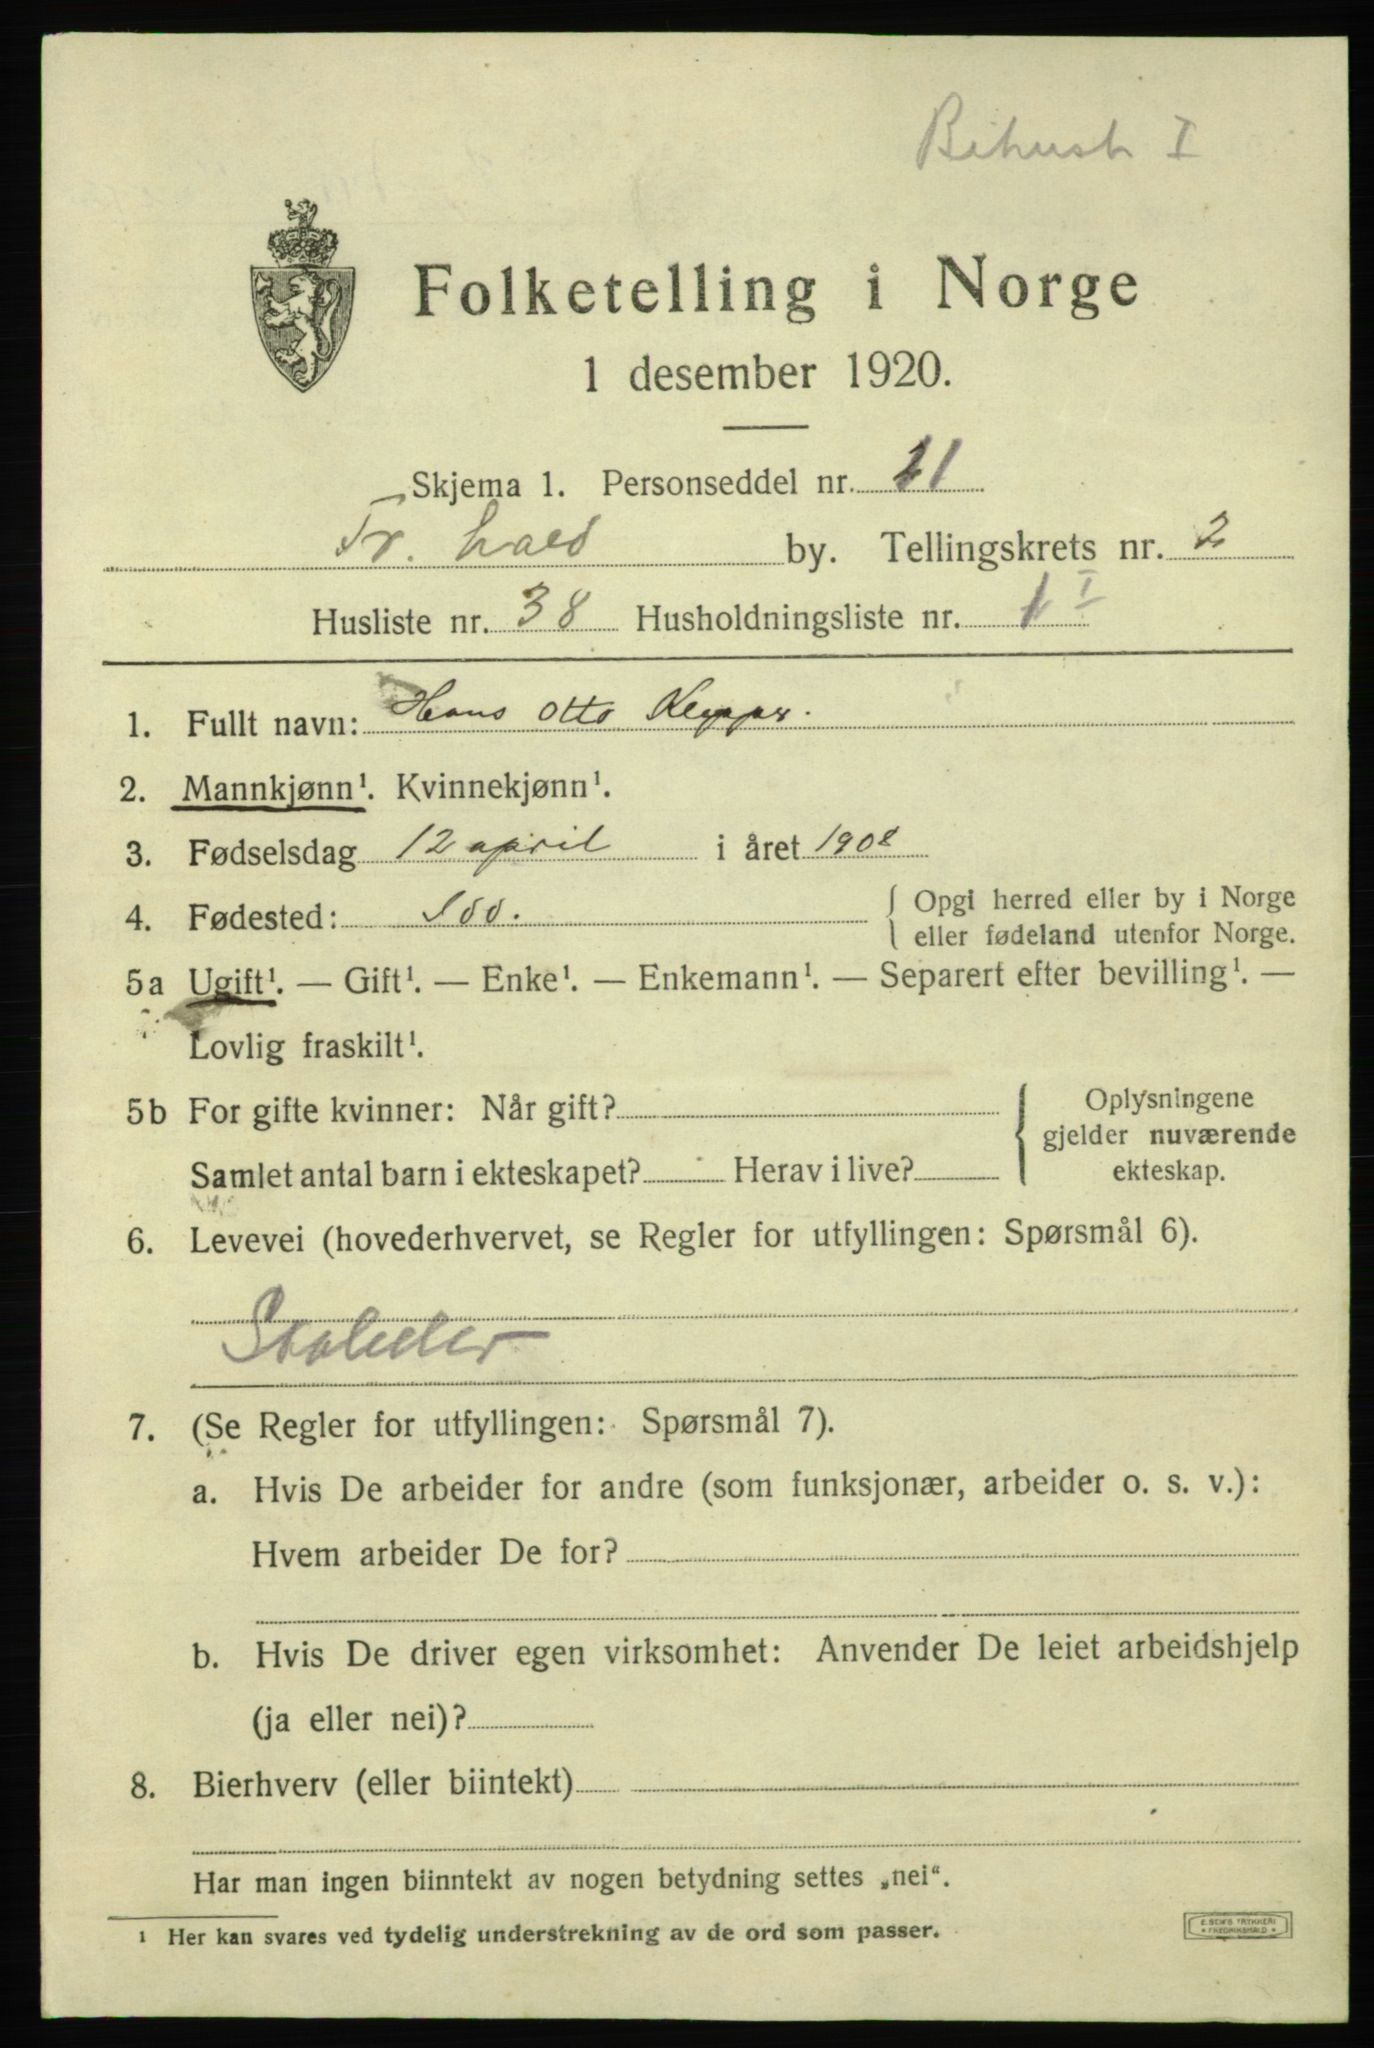 Bihush I
Folketelling i Norge
1 desember 1920.
Skjema 1. Personseddel nr. 11
Fr. hald by. Tellingskrets nr. 2
Husliste nr. 38 Husholdningsliste nr. 1 I
1. Fullt navn: Hans Otto
2. Mannkjønn¹. Kvinnekjønn¹.
3. Fødselsdag 12 april i året 1908
4. Fødested: Idd. { Opgi herred eller by i Norge
eller fødeland utenfor Norge.
5a Ugift¹. — Gift¹. — Enke¹. — Enkemann¹. — Separert efter bevilling¹. —
Lovlig fraskilt¹.
5b For gifte kvinner: Når gift? { Oplysningene
gjelder nuværende
Samlet antal barn i ekteskapet? Herav i live? ekteskap.
6. Levevei (hovederhvervet, se Regler for utfyllingen: Spørsmål 6).
7. (Se Regler for utfyllingen: Spørsmål 7).
a. Hvis De arbeider for andre (som funksjonær, arbeider o. s. v.):
Hvem arbeider De for?
b. Hvis De driver egen virksomhet: Anvender De leiet arbeidshjelp
(ja eller nei)?
8. Bierhverv (eller biintekt)
Har man ingen biinntekt av nogen betydning settes „nei“.
¹ Her kan svares ved tydelig understrekning av de ord som passer.
E. SEMS TRYKKERI
* FREDRIKSHALD *